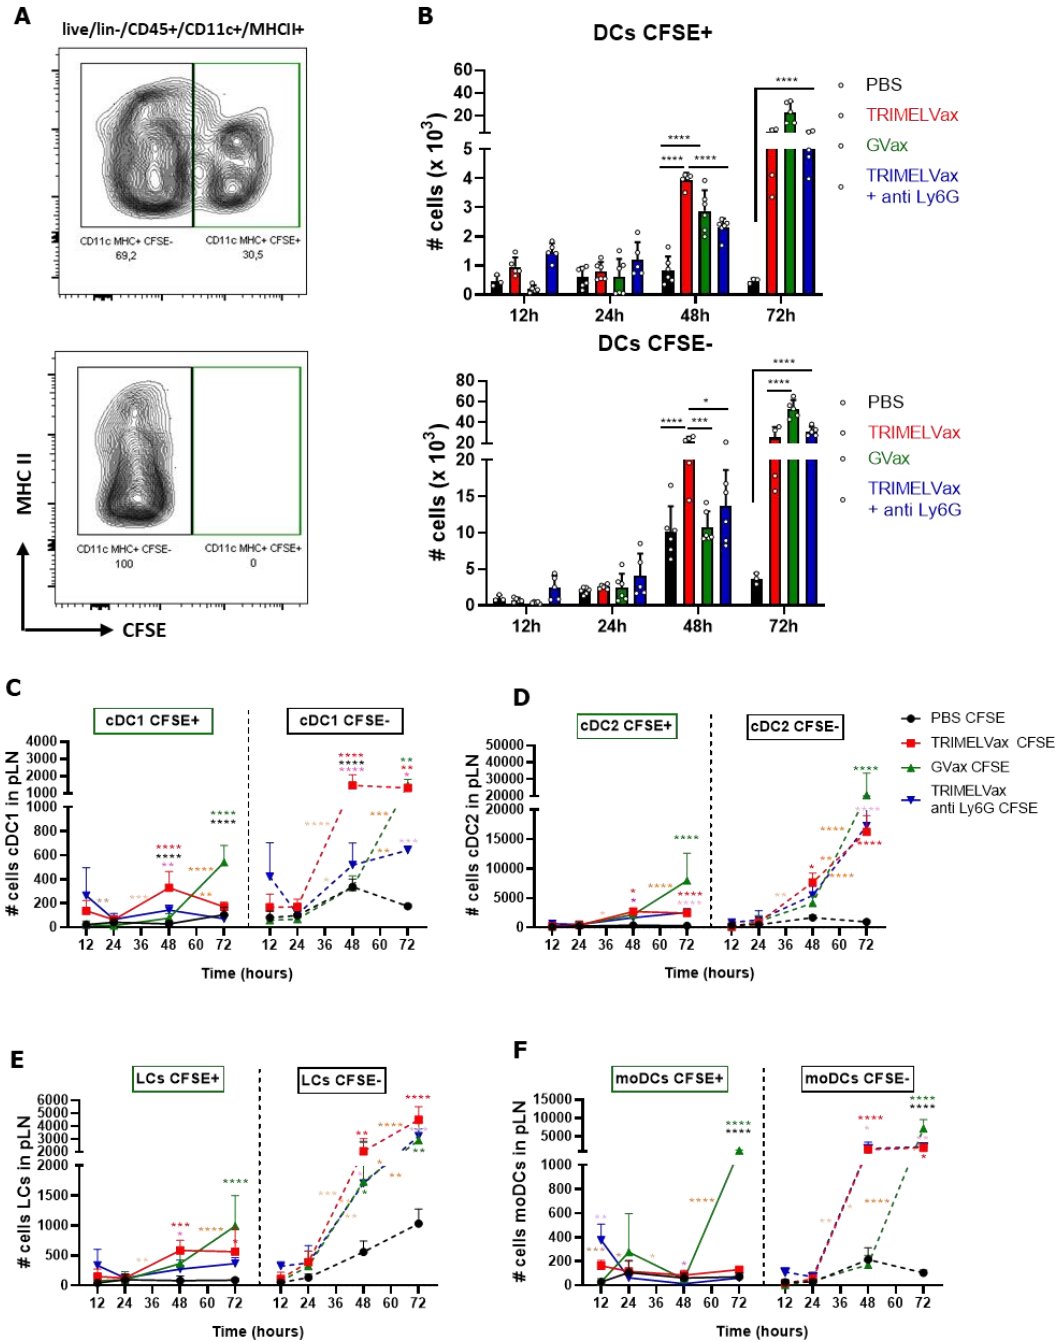 A
live/lin-/CD45+/CD11c+/MHCII+
CD11c MHC+ CFSE-
69,2
CD11c MHC+ CFSE+
30,5
CD11c MHC+ CFSE-
100
CD11c MHC+ CFSE+
0
MHC II
CFSE
B
DCs CFSE+
# cells (x 10³)
60
40
20
5
4
3
2
1
0
12h
24h
48h
72h
****
****
****
****
PBS
TRIMELVax
GVax
TRIMELVax
+ anti Ly6G
DCs CFSE-
# cells (x 10³)
80
60
40
20
20
15
10
5
0
12h
24h
48h
72h
****
*
***
****
****
PBS
TRIMELVax
GVax
TRIMELVax
+ anti Ly6G
C
cDC1 CFSE+
cDC1 CFSE-
# cells cDC1 in pLN
4000
3000
2000
1000
1000
800
600
400
200
0
12 24 36 48 60 72
12 24 36 48 60 72
Time (hours)
D
cDC2 CFSE+
cDC2 CFSE-
# cells cDC2 in pLN
50000
40000
30000
20000
20000
15000
10000
5000
0
12 24 36 48 60 72
12 24 36 48 60 72
Time (hours)
PBS CFSE
TRIMELVax CFSE
GVax CFSE
TRIMELVax
anti Ly6G CFSE
E
LCs CFSE+
LCs CFSE-
# cells LCs in pLN
6000
5000
4000
3000
2000
2000
1500
1000
500
0
12 24 36 48 60 72
12 24 36 48 60 72
Time (hours)
F
moDCs CFSE+
moDCs CFSE-
# cells moDCs in pLN
15000
10000
5000
1000
800
600
400
200
0
12 24 36 48 60 72
12 24 36 48 60 72
Time (hours)